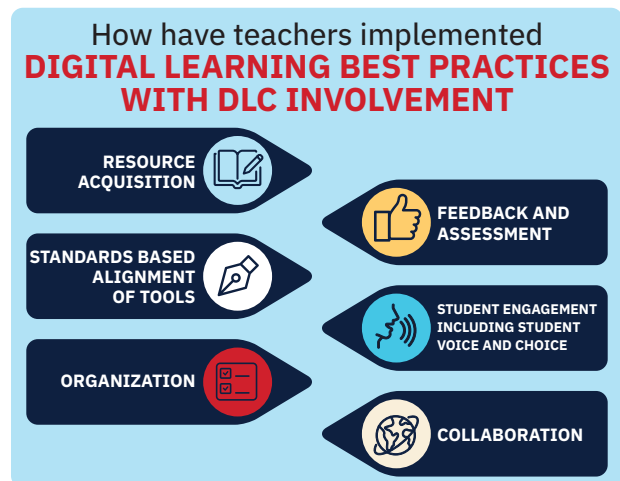 How have teachers implemented
DIGITAL LEARNING BEST PRACTICES
WITH DLC INVOLVEMENT
RESOURCE
ACQUISITION
FEEDBACK AND
ASSESSMENT
STANDARDS BASED
ALIGNMENT
OF TOOLS
STUDENT ENGAGEMENT
INCLUDING STUDENT
VOICE AND CHOICE
ORGANIZATION
COLLABORATION